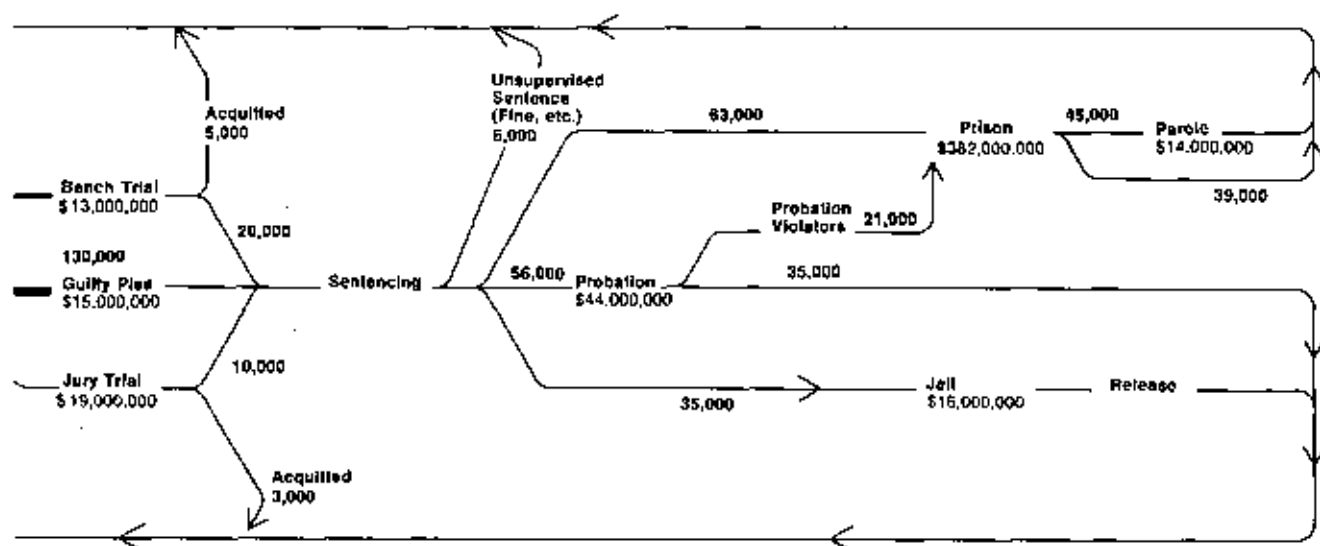 Unsupervised
Sentence
(Fine, etc.)
6,000
Acquitted
5,000
63,000
Prison
$382,000,000
45,000
Parole
$14,000,000
39,000
Bench Trial
$13,000,000
20,000
Probation
Violators
21,000
130,000
Guilty Plea
$15,000,000
Sentencing
56,000
Probation
$44,000,000
35,000
10,000
Jury Trial
$19,000,000
35,000
Jail
$16,000,000
Release
Acquitted
3,000